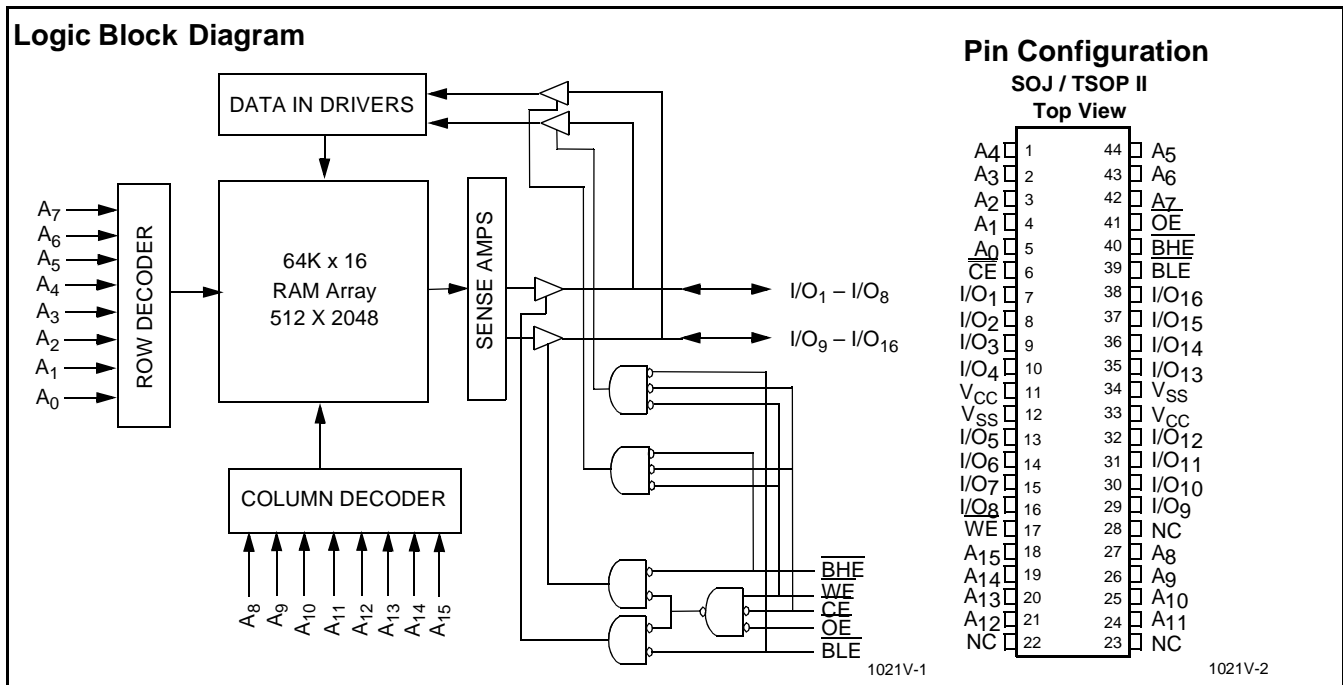 Logic Block Diagram
DATA IN DRIVERS
A7
A6
A5
A4
A3
A2
A1
A0
ROW DECODER
64K x 16
RAM Array
512 X 2048
SENSE AMPS
I/O1 – I/O8
I/O9 – I/O16
COLUMN DECODER
A8
A9
A10
A11
A12
A13
A14
A15
BHE
WE
CE
OE
BLE
1021V-1
Pin Configuration
SOJ / TSOP II
Top View
A4 1 44 A5
A3 2 43 A6
A2 3 42 A7
A1 4 41 OE
A0 5 40 BHE
CE 6 39 BLE
I/O1 7 38 I/O16
I/O2 8 37 I/O15
I/O3 9 36 I/O14
I/O4 10 35 I/O13
VCC 11 34 VSS
VSS 12 33 VCC
I/O5 13 32 I/O12
I/O6 14 31 I/O11
I/O7 15 30 I/O10
I/O8 16 29 I/O9
WE 17 28 NC
A15 18 27 A8
A14 19 26 A9
A13 20 25 A10
A12 21 24 A11
NC 22 23 NC
1021V-2